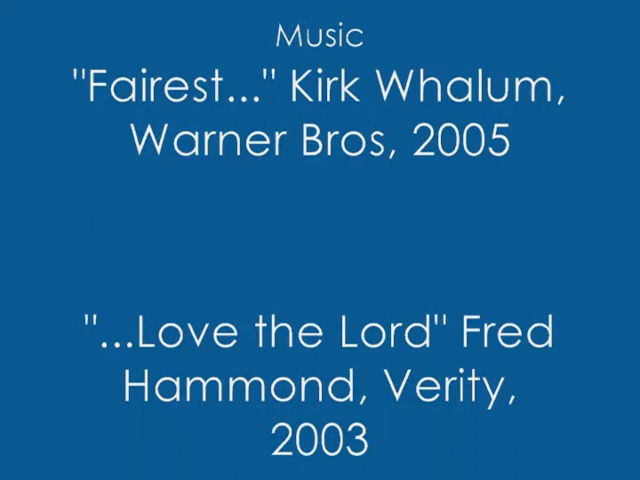 Music
"Fairest..." Kirk Whalum,
Warner Bros, 2005
"...Love the Lord" Fred
Hammond, Verity,
2003